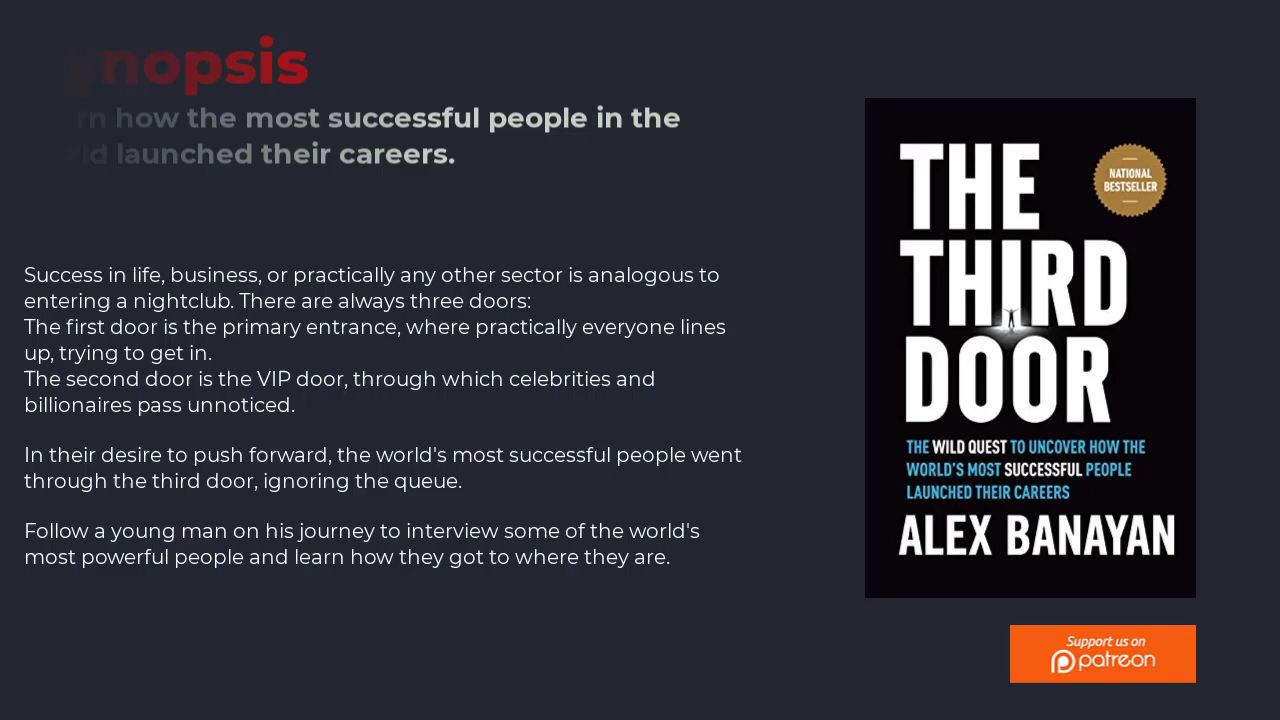 ynopsis
rn how the most successful people in the
ld launched their careers.
Success in life, business, or practically any other sector is analogous to
entering a nightclub. There are always three doors:
The first door is the primary entrance, where practically everyone lines
up, trying to get in.
The second door is the VIP door, through which celebrities and
billionaires pass unnoticed.
In their desire to push forward, the world's most successful people went
through the third door, ignoring the queue.
Follow a young man on his journey to interview some of the world's
most powerful people and learn how they got to where they are.
THE
THIRD
DOOR
NATIONAL
BESTSELLER
THE WILD QUEST TO UNCOVER HOW THE
WORLD'S MOST SUCCESSFUL PEOPLE
LAUNCHED THEIR CAREERS
ALEX BANAYAN
Support us on
patreon